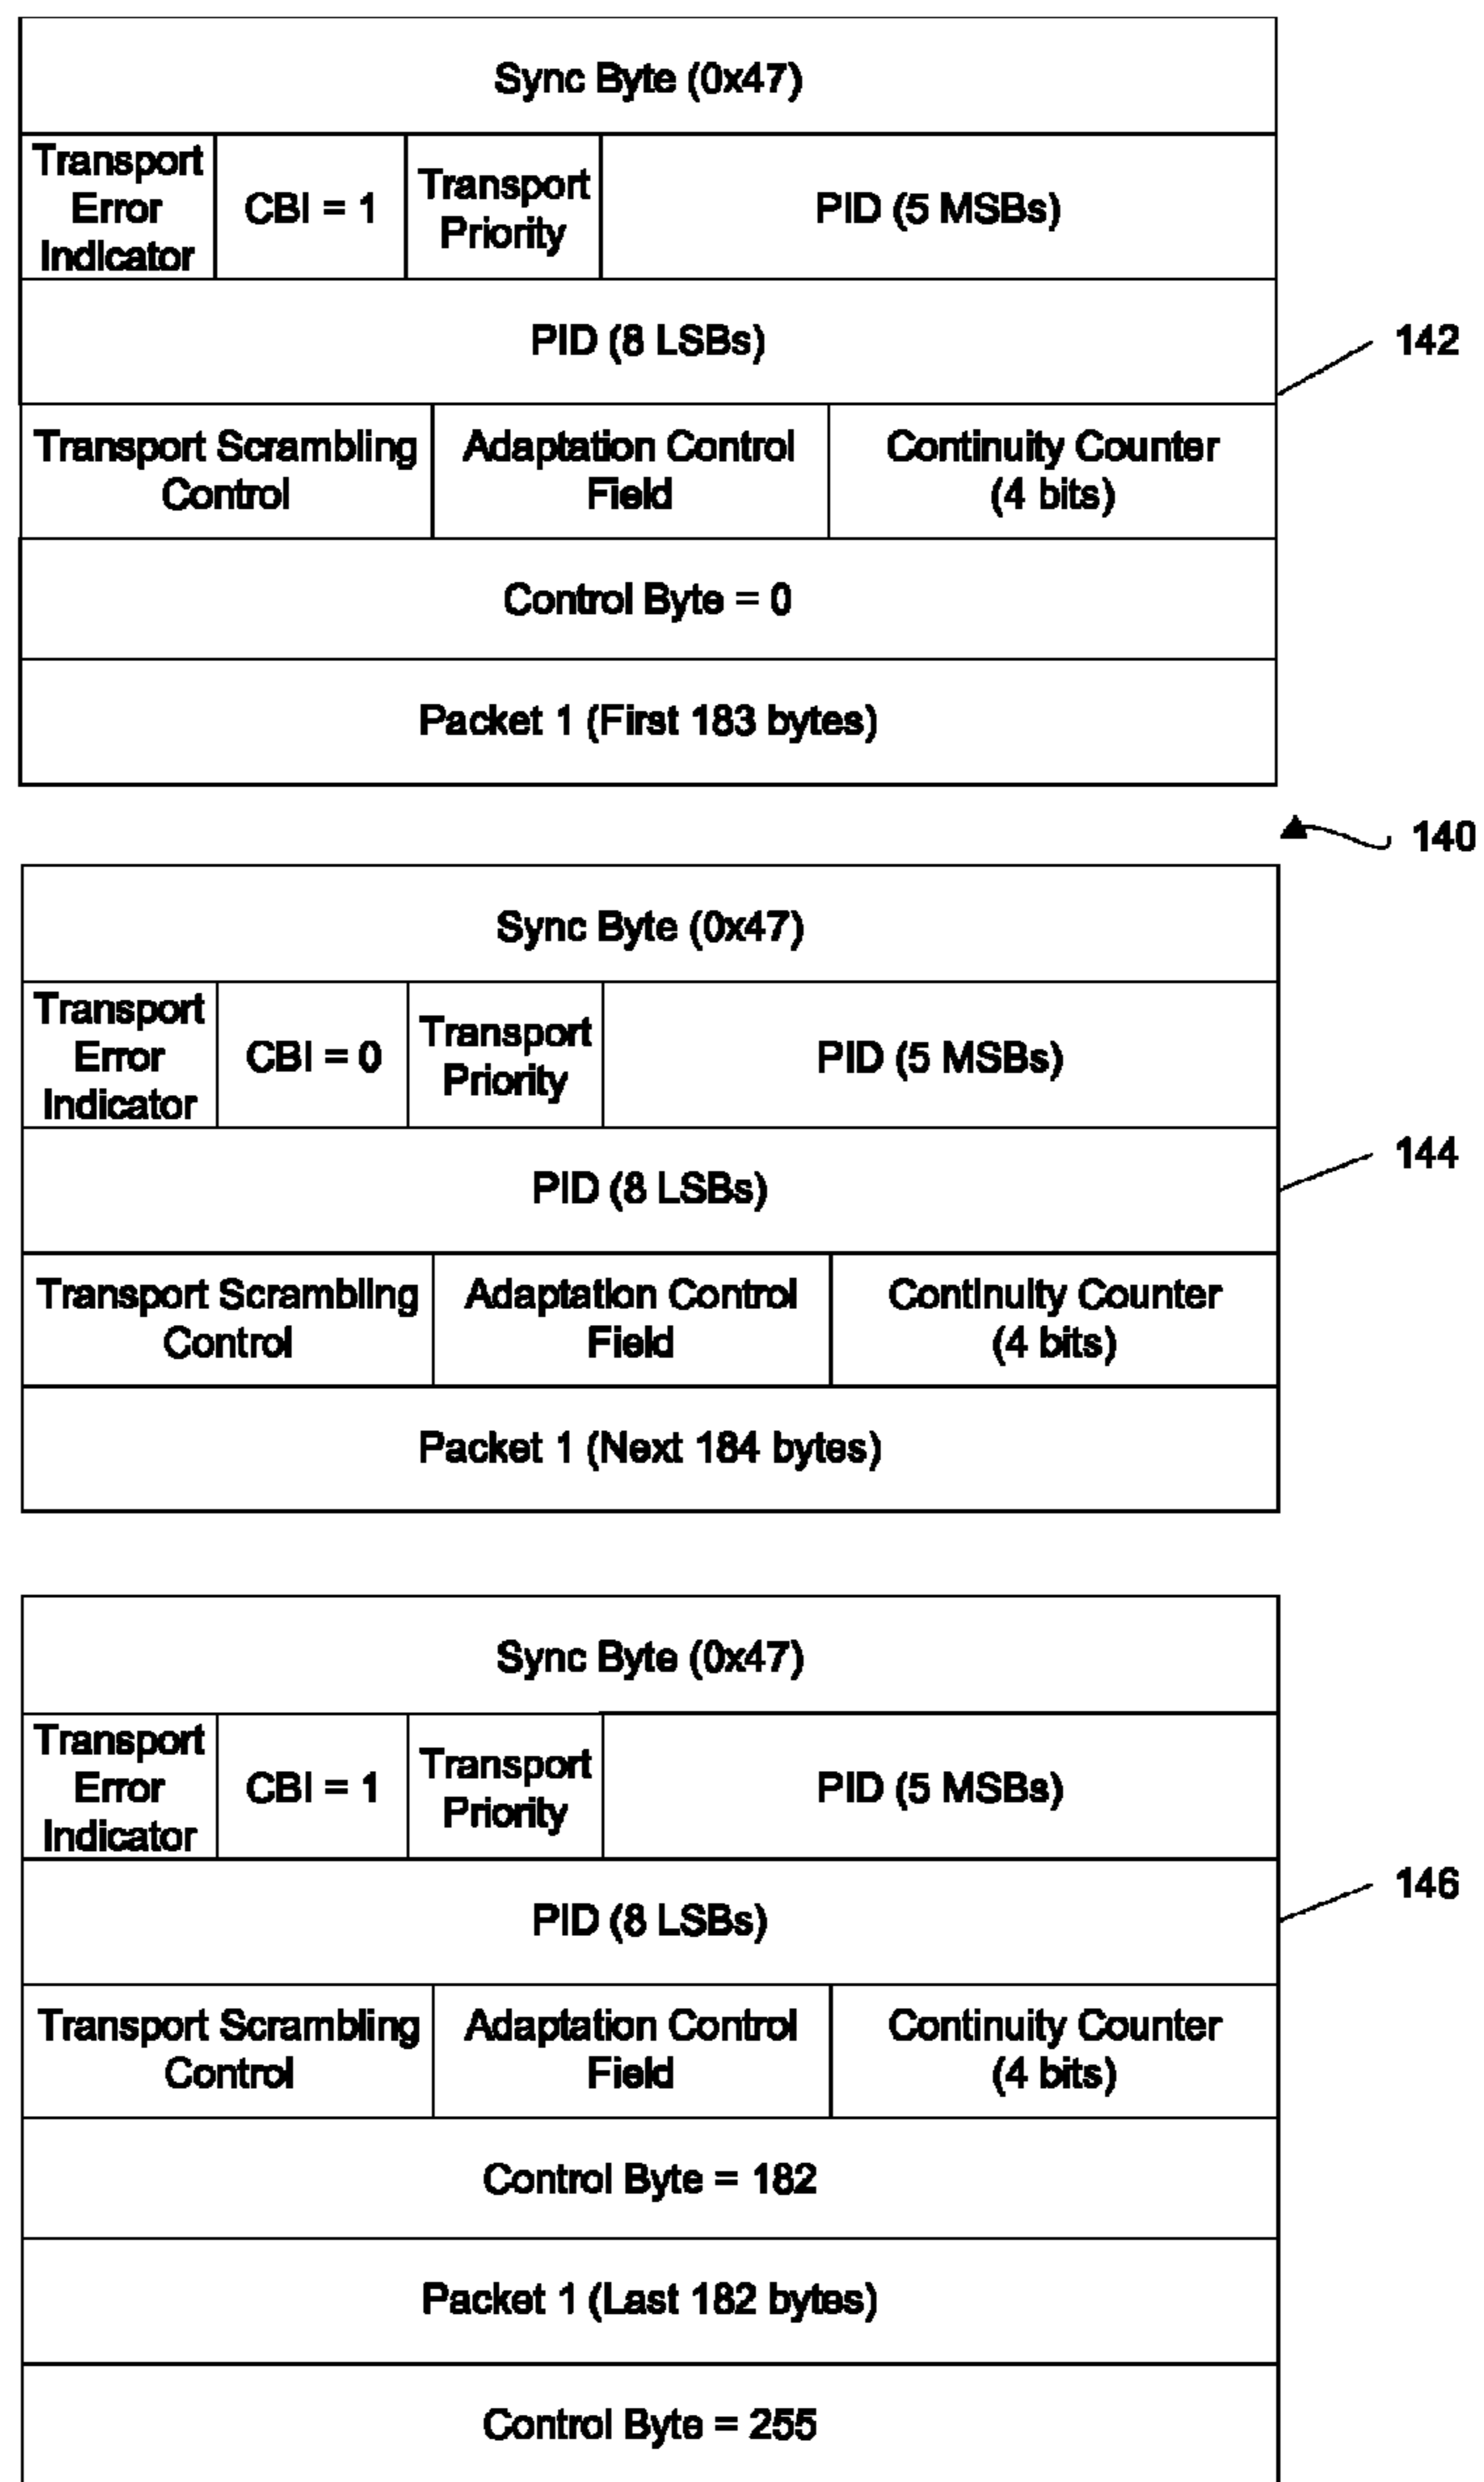 Sync Byte (0x47)
Transport
Error
Indicator
CBI = 1
Transport
Priority
PID (5 MSBs)
PID (8 LSBs)
142
Transport Scrambling
Control
Adaptation Control
Field
Continuity Counter
(4 bits)
Control Byte = 0
Packet 1 (First 183 bytes)
140
Sync Byte (0x47)
Transport
Error
Indicator
CBI = 0
Transport
Priority
PID (5 MSBs)
PID (8 LSBs)
144
Transport Scrambling
Control
Adaptation Control
Field
Continuity Counter
(4 bits)
Packet 1 (Next 184 bytes)
Sync Byte (0x47)
Transport
Error
Indicator
CBI = 1
Transport
Priority
PID (5 MSBs)
PID (8 LSBs)
146
Transport Scrambling
Control
Adaptation Control
Field
Continuity Counter
(4 bits)
Control Byte = 182
Packet 1 (Last 182 bytes)
Control Byte = 255